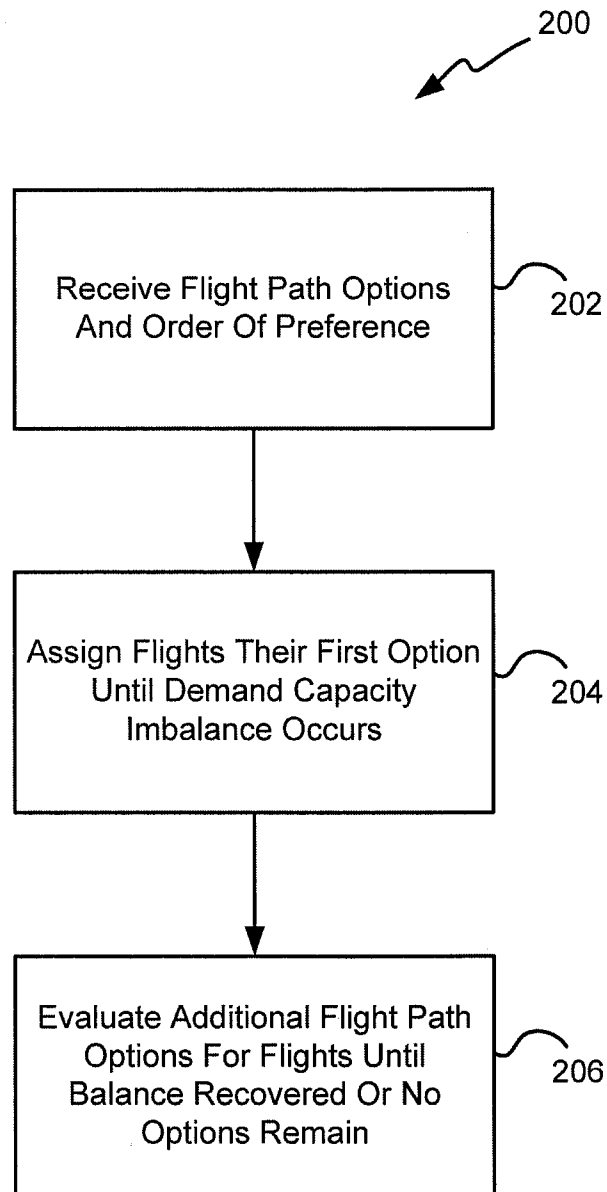 200
Receive Flight Path Options
And Order Of Preference
202
Assign Flights Their First Option
Until Demand Capacity
Imbalance Occurs
204
Evaluate Additional Flight Path
Options For Flights Until
Balance Recovered Or No
Options Remain
206